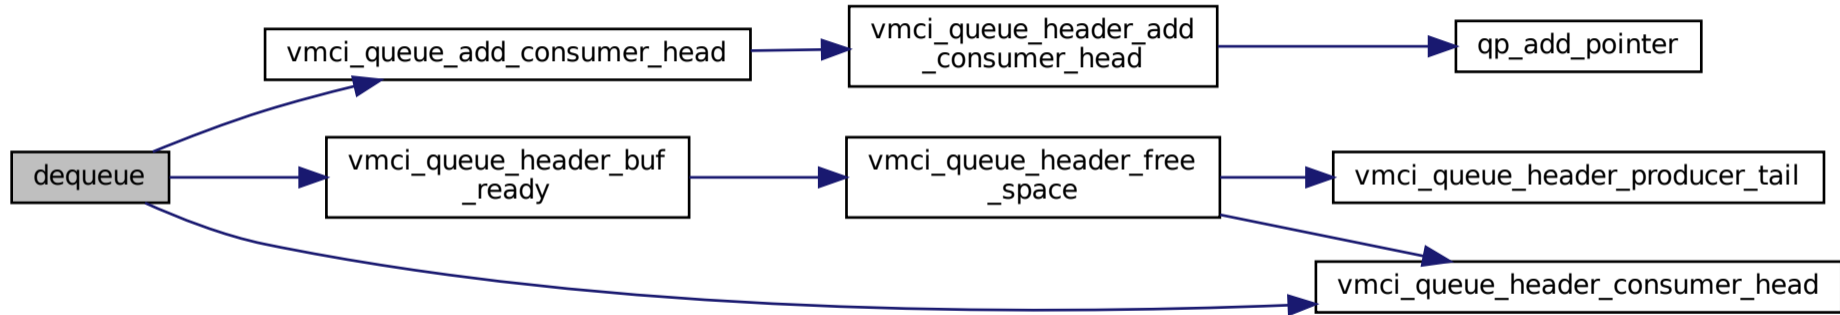 dequeue
vmci_queue_add_consumer_head
vmci_queue_header_add
_consumer_head
qp_add_pointer
vmci_queue_header_buf
_ready
vmci_queue_header_free
_space
vmci_queue_header_producer_tail
vmci_queue_header_consumer_head